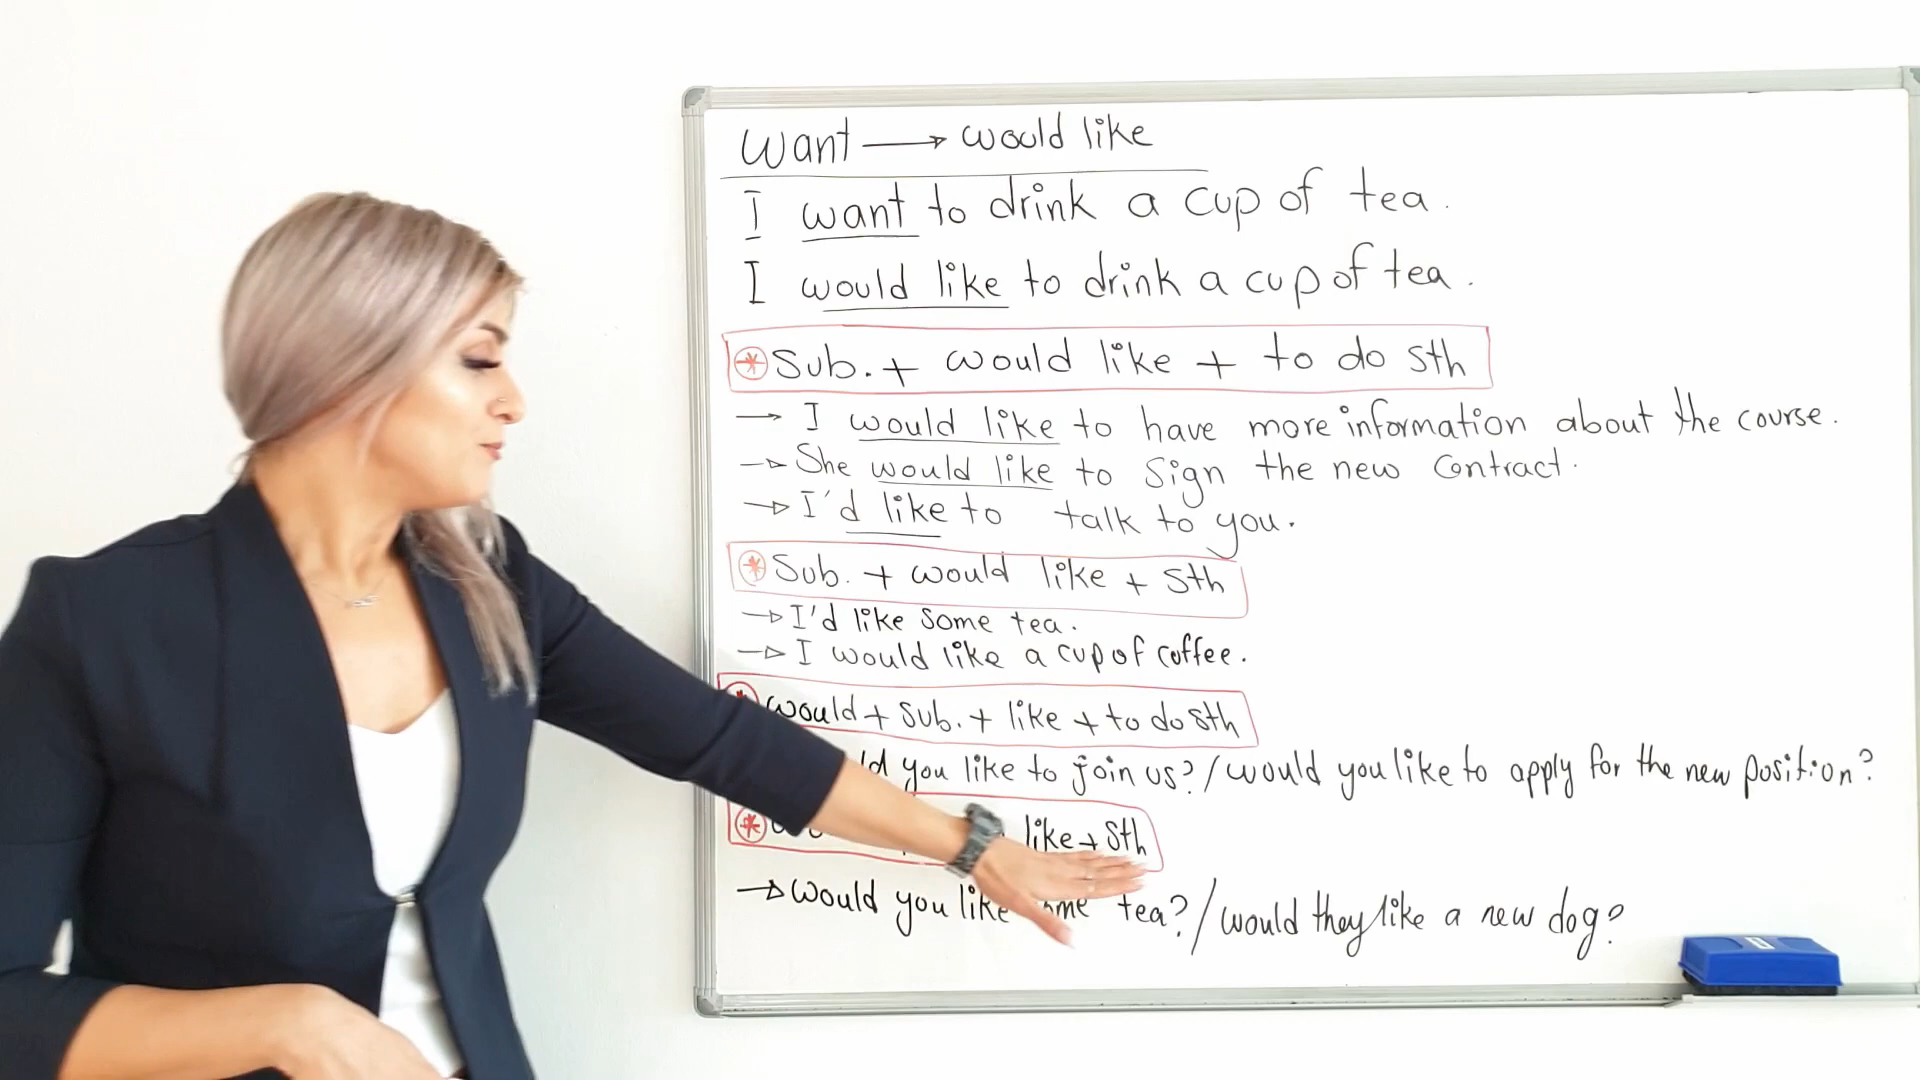 Want → would like
I want to drink a cup of tea.
I would like to drink a cup of tea.
* Sub. + would like + to do sth
→ I would like to have more information about the course.
→ She would like to sign the new contract.
→ I'd like to talk to you.
* Sub. + would like + sth
→ I'd like some tea.
→ I would like a cup of coffee.
* would + sub. + like + to do sth
you like to join us? / would you like to apply for the new position?
* like + sth
→ would you like tea? / would they like a new dog?